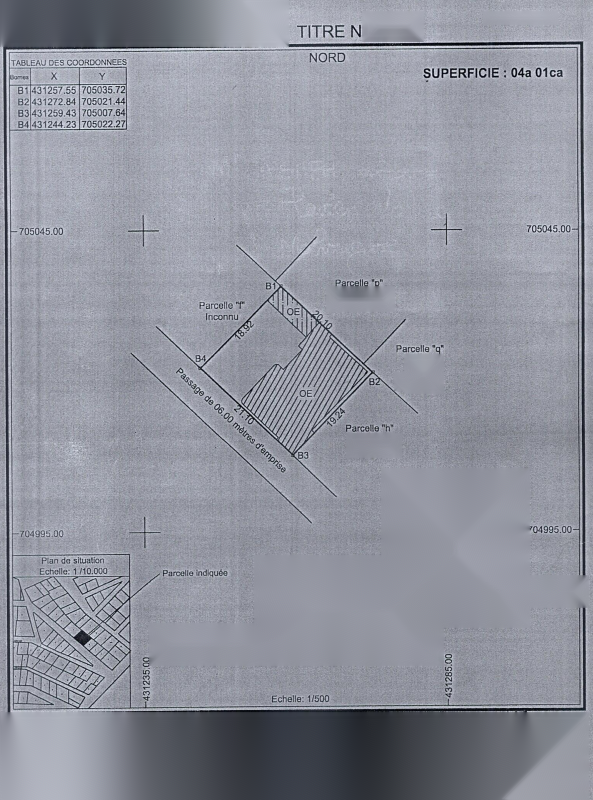 TITRE N
NORD
TABLEAU DES COORDONNEES
Bornes X Y
B1 431257.55 705035.72
B2 431272.84 705021.44
B3 431259.43 705007.64
B4 431244.23 705022.27
SUPERFICIE : 04a 01ca
705045.00
705045.00
B1
Parcelle "p"
Parcelle "f"
Inconnu
OE
20.10
18.92
Parcelle "q"
B4
B2
Passage de 06.00 mètres d'emprise
OE
21.10
19.24
Parcelle "h"
B3
704995.00
704995.00
Plan de situation
Echelle: 1/10.000
Parcelle Indiquée
431235.00
431285.00
Echelle: 1/500